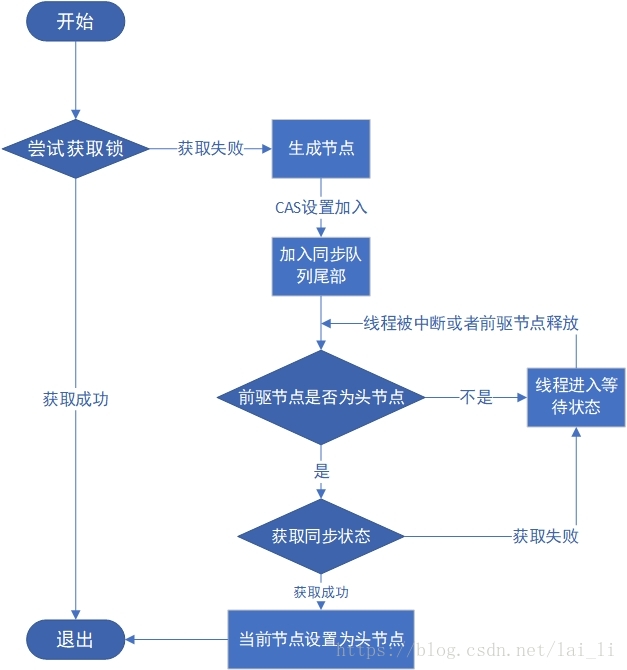 开始
尝试获取锁
获取失败
生成节点
CAS设置加入
加入同步队
列尾部
线程被中断或者前驱节点释放
获取成功
前驱节点是否为头节点
不是
线程进入等
待状态
是
获取同步状态
获取失败
获取成功
退出
当前节点设置为头节点
https://blog.csdn.net/lai_li